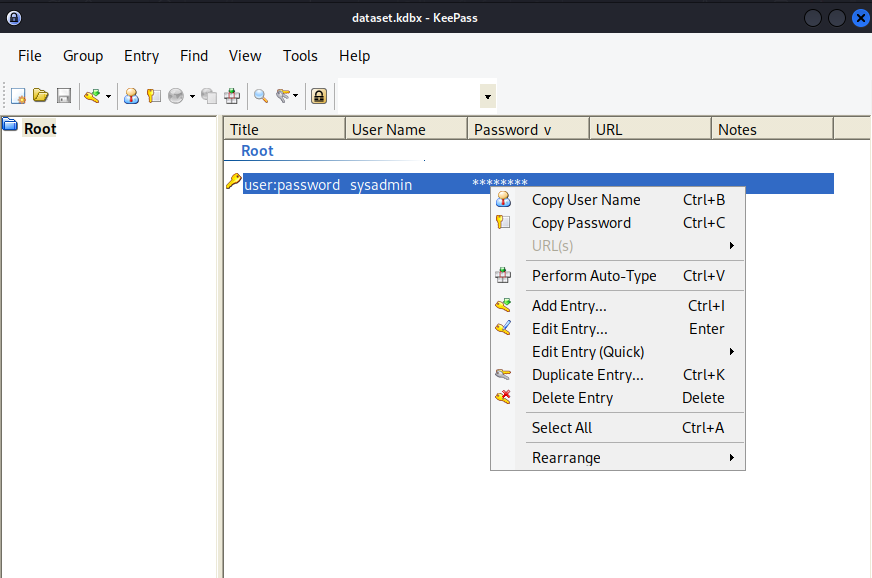 dataset.kdbx - KeePass
File Group Entry Find View Tools Help
Root
Title User Name Password v URL Notes
Root
user:password sysadmin ********
Copy User Name Ctrl+B
Copy Password Ctrl+C
URL(s)
Perform Auto-Type Ctrl+V
Add Entry... Ctrl+I
Edit Entry... Enter
Edit Entry (Quick)
Duplicate Entry... Ctrl+K
Delete Entry Delete
Select All Ctrl+A
Rearrange